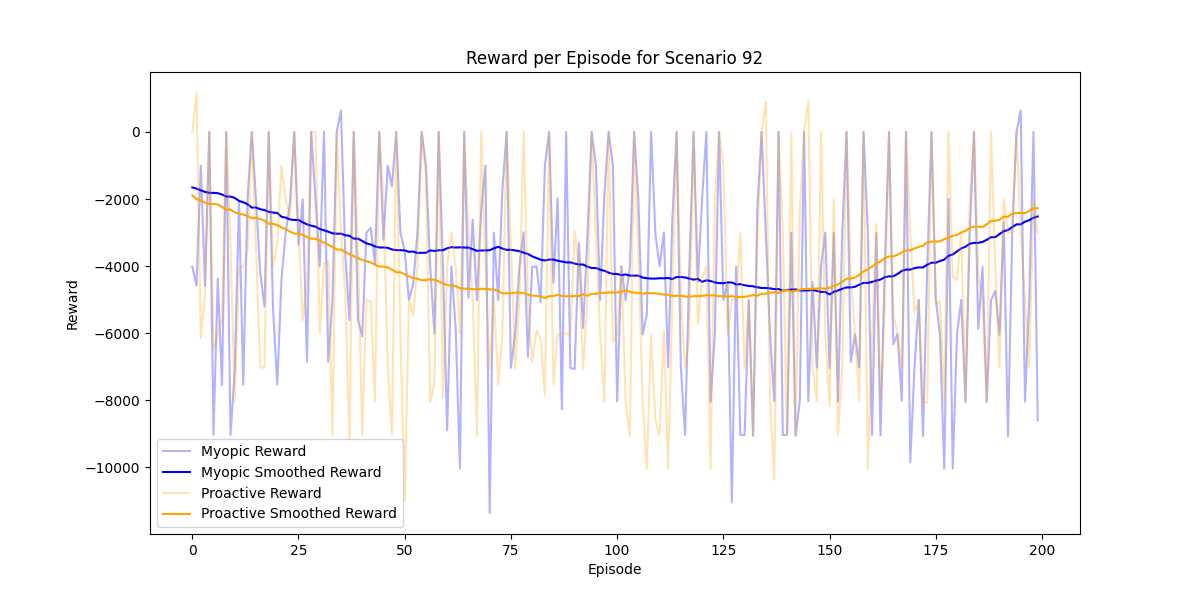 Reward per Episode for Scenario 92
Reward
0
−2000
−4000
−6000
−8000
−10000
Myopic Reward
Myopic Smoothed Reward
Proactive Reward
Proactive Smoothed Reward
0 25 50 75 100 125 150 175 200
Episode